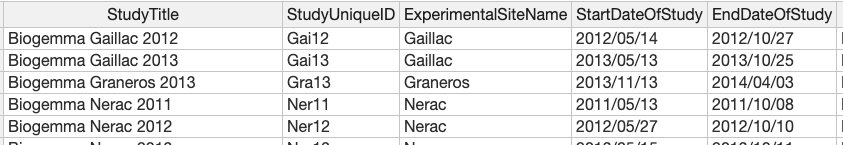 StudyTitle StudyUniqueID ExperimentalSiteName StartDateOfStudy EndDateOfStudy
Biogemma Gaillac 2012 Gai12 Gaillac 2012/05/14 2012/10/27
Biogemma Gaillac 2013 Gai13 Gaillac 2013/05/13 2013/10/25
Biogemma Graneros 2013 Gra13 Graneros 2013/11/13 2014/04/03
Biogemma Nerac 2011 Ner11 Nerac 2011/05/13 2011/10/08
Biogemma Nerac 2012 Ner12 Nerac 2012/05/27 2012/10/10